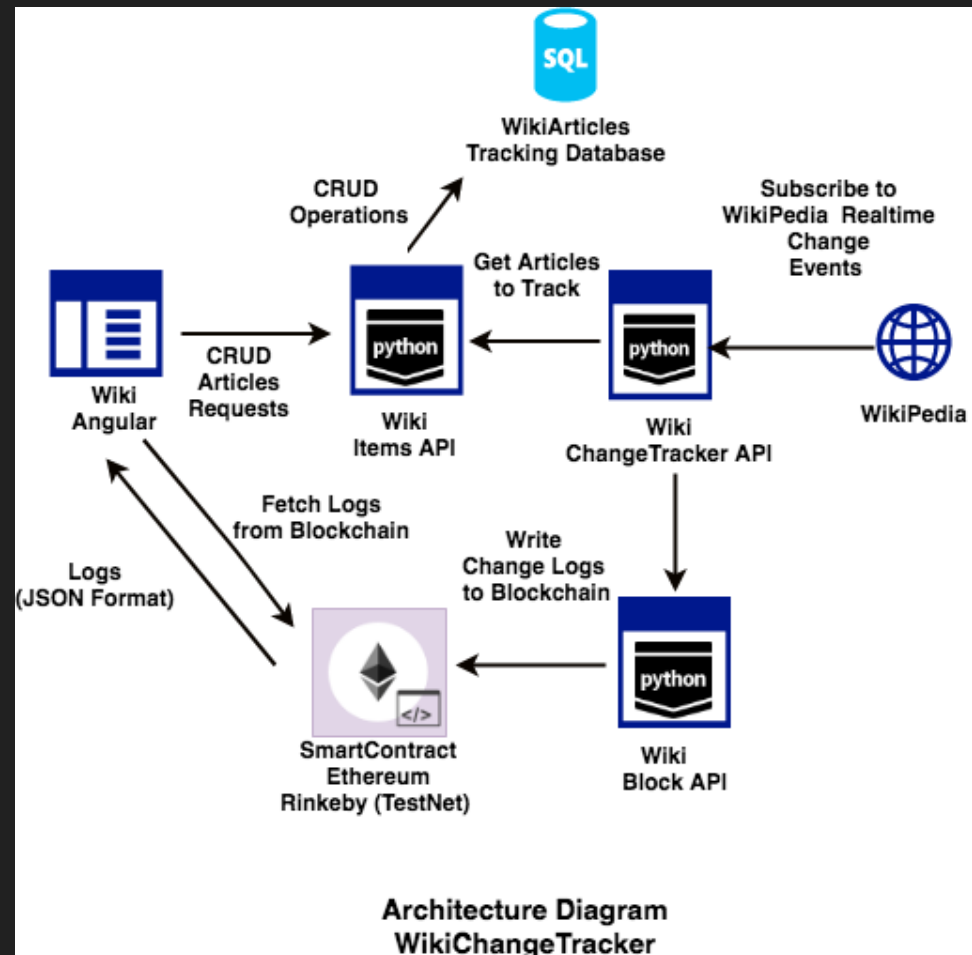 SQL
WikiArticles
Tracking Database
CRUD
Operations
Subscribe to
WikiPedia Realtime
Change
Events
Get Articles
to Track
python
python
CRUD
Articles
Requests
Wiki
Angular
Wiki
Items API
Wiki
ChangeTracker API
WikiPedia
Fetch Logs
from Blockchain
Logs
(JSON Format)
Write
Change Logs
to Blockchain
python
</>
SmartContract
Ethereum
Rinkeby (TestNet)
Wiki
Block API
Architecture Diagram
WikiChangeTracker